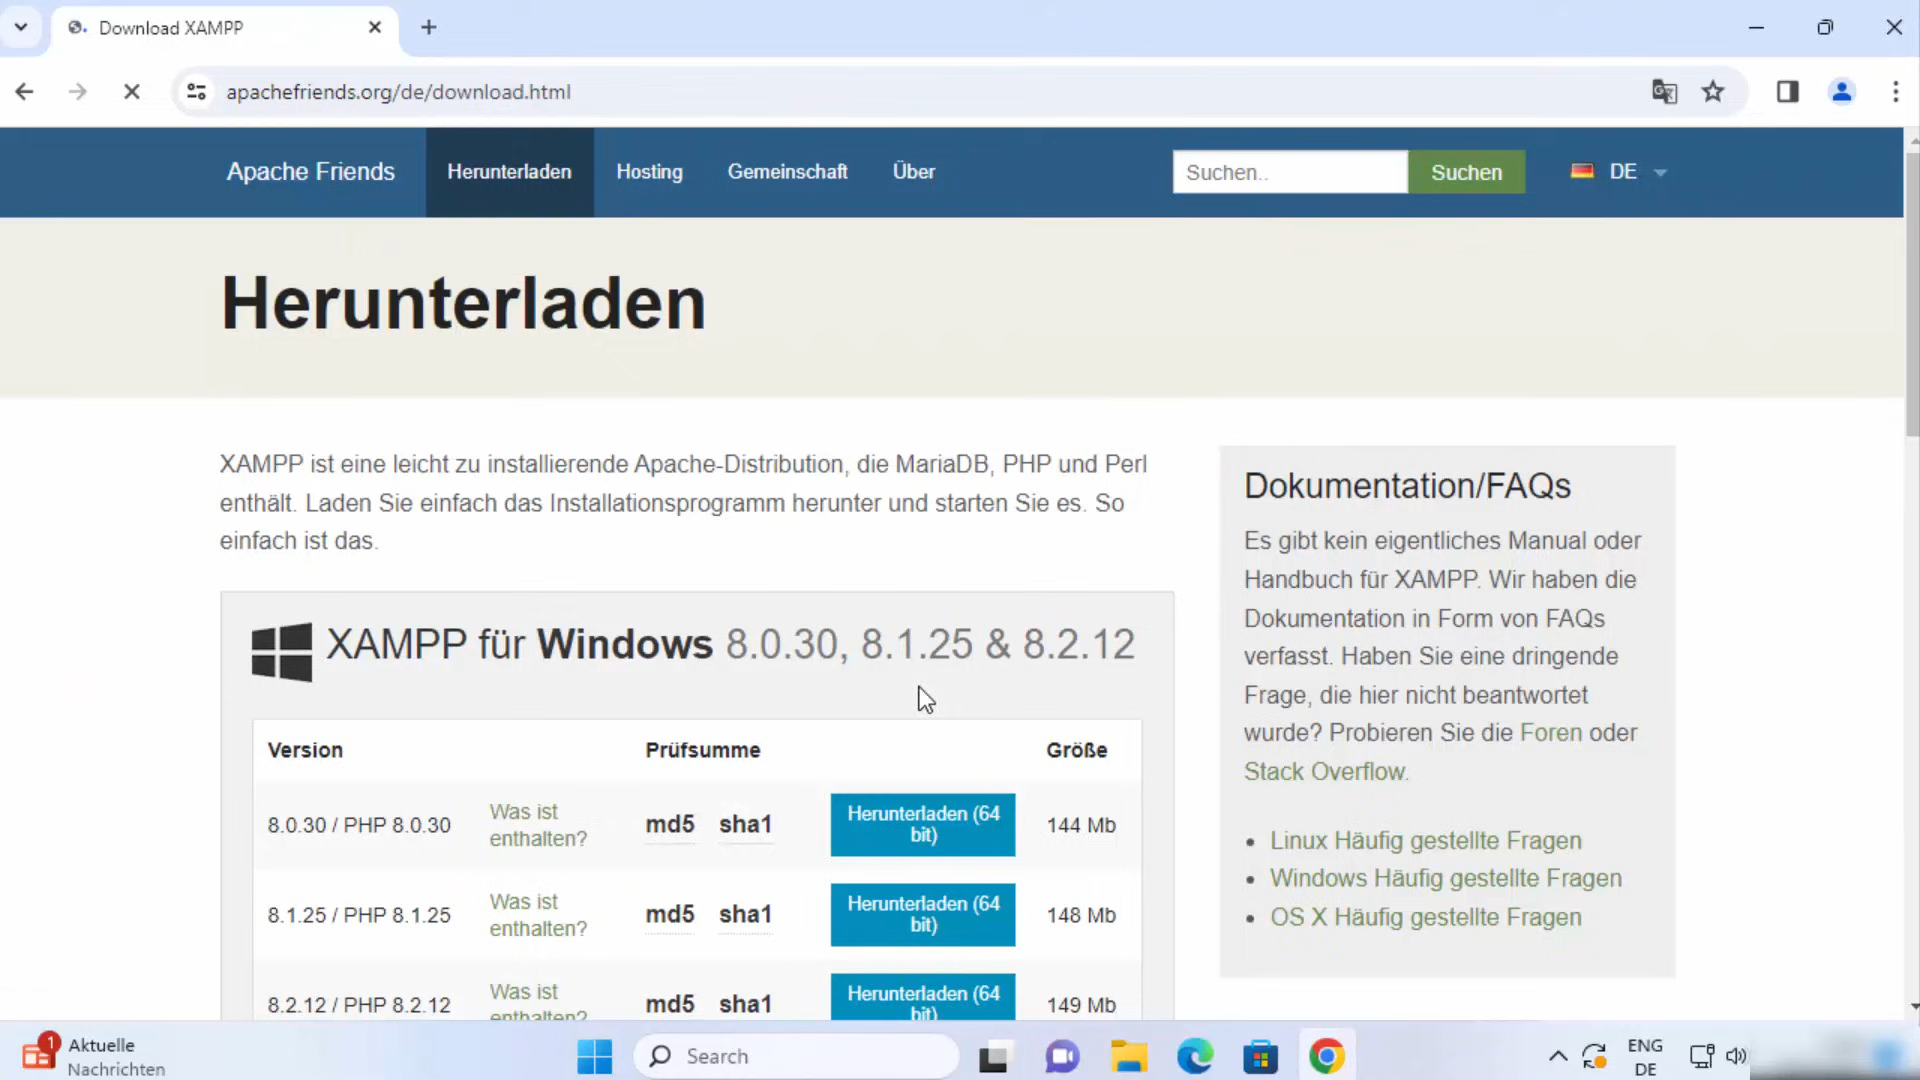 Download XAMPP
apachefriends.org/de/download.html
Apache Friends
Herunterladen
Hosting
Gemeinschaft
Über
Suchen..
Suchen
DE
Herunterladen
XAMPP ist eine leicht zu installierende Apache-Distribution, die MariaDB, PHP und Perl
enthält. Laden Sie einfach das Installationsprogramm herunter und starten Sie es. So
einfach ist das.
XAMPP für Windows 8.0.30, 8.1.25 & 8.2.12
Version Prüfsumme Größe
8.0.30 / PHP 8.0.30
Was ist
enthalten?
md5 sha1
Herunterladen (64
bit)
144 Mb
8.1.25 / PHP 8.1.25
Was ist
enthalten?
md5 sha1
Herunterladen (64
bit)
148 Mb
8.2.12 / PHP 8.2.12
Was ist
enthalten?
md5 sha1
Herunterladen (64
bit)
149 Mb
Dokumentation/FAQs
Es gibt kein eigentliches Manual oder
Handbuch für XAMPP. Wir haben die
Dokumentation in Form von FAQs
verfasst. Haben Sie eine dringende
Frage, die hier nicht beantwortet
wurde? Probieren Sie die Foren oder
Stack Overflow.
Linux Häufig gestellte Fragen
Windows Häufig gestellte Fragen
OS X Häufig gestellte Fragen
1
Aktuelle
Nachrichten
Search
ENG
DE